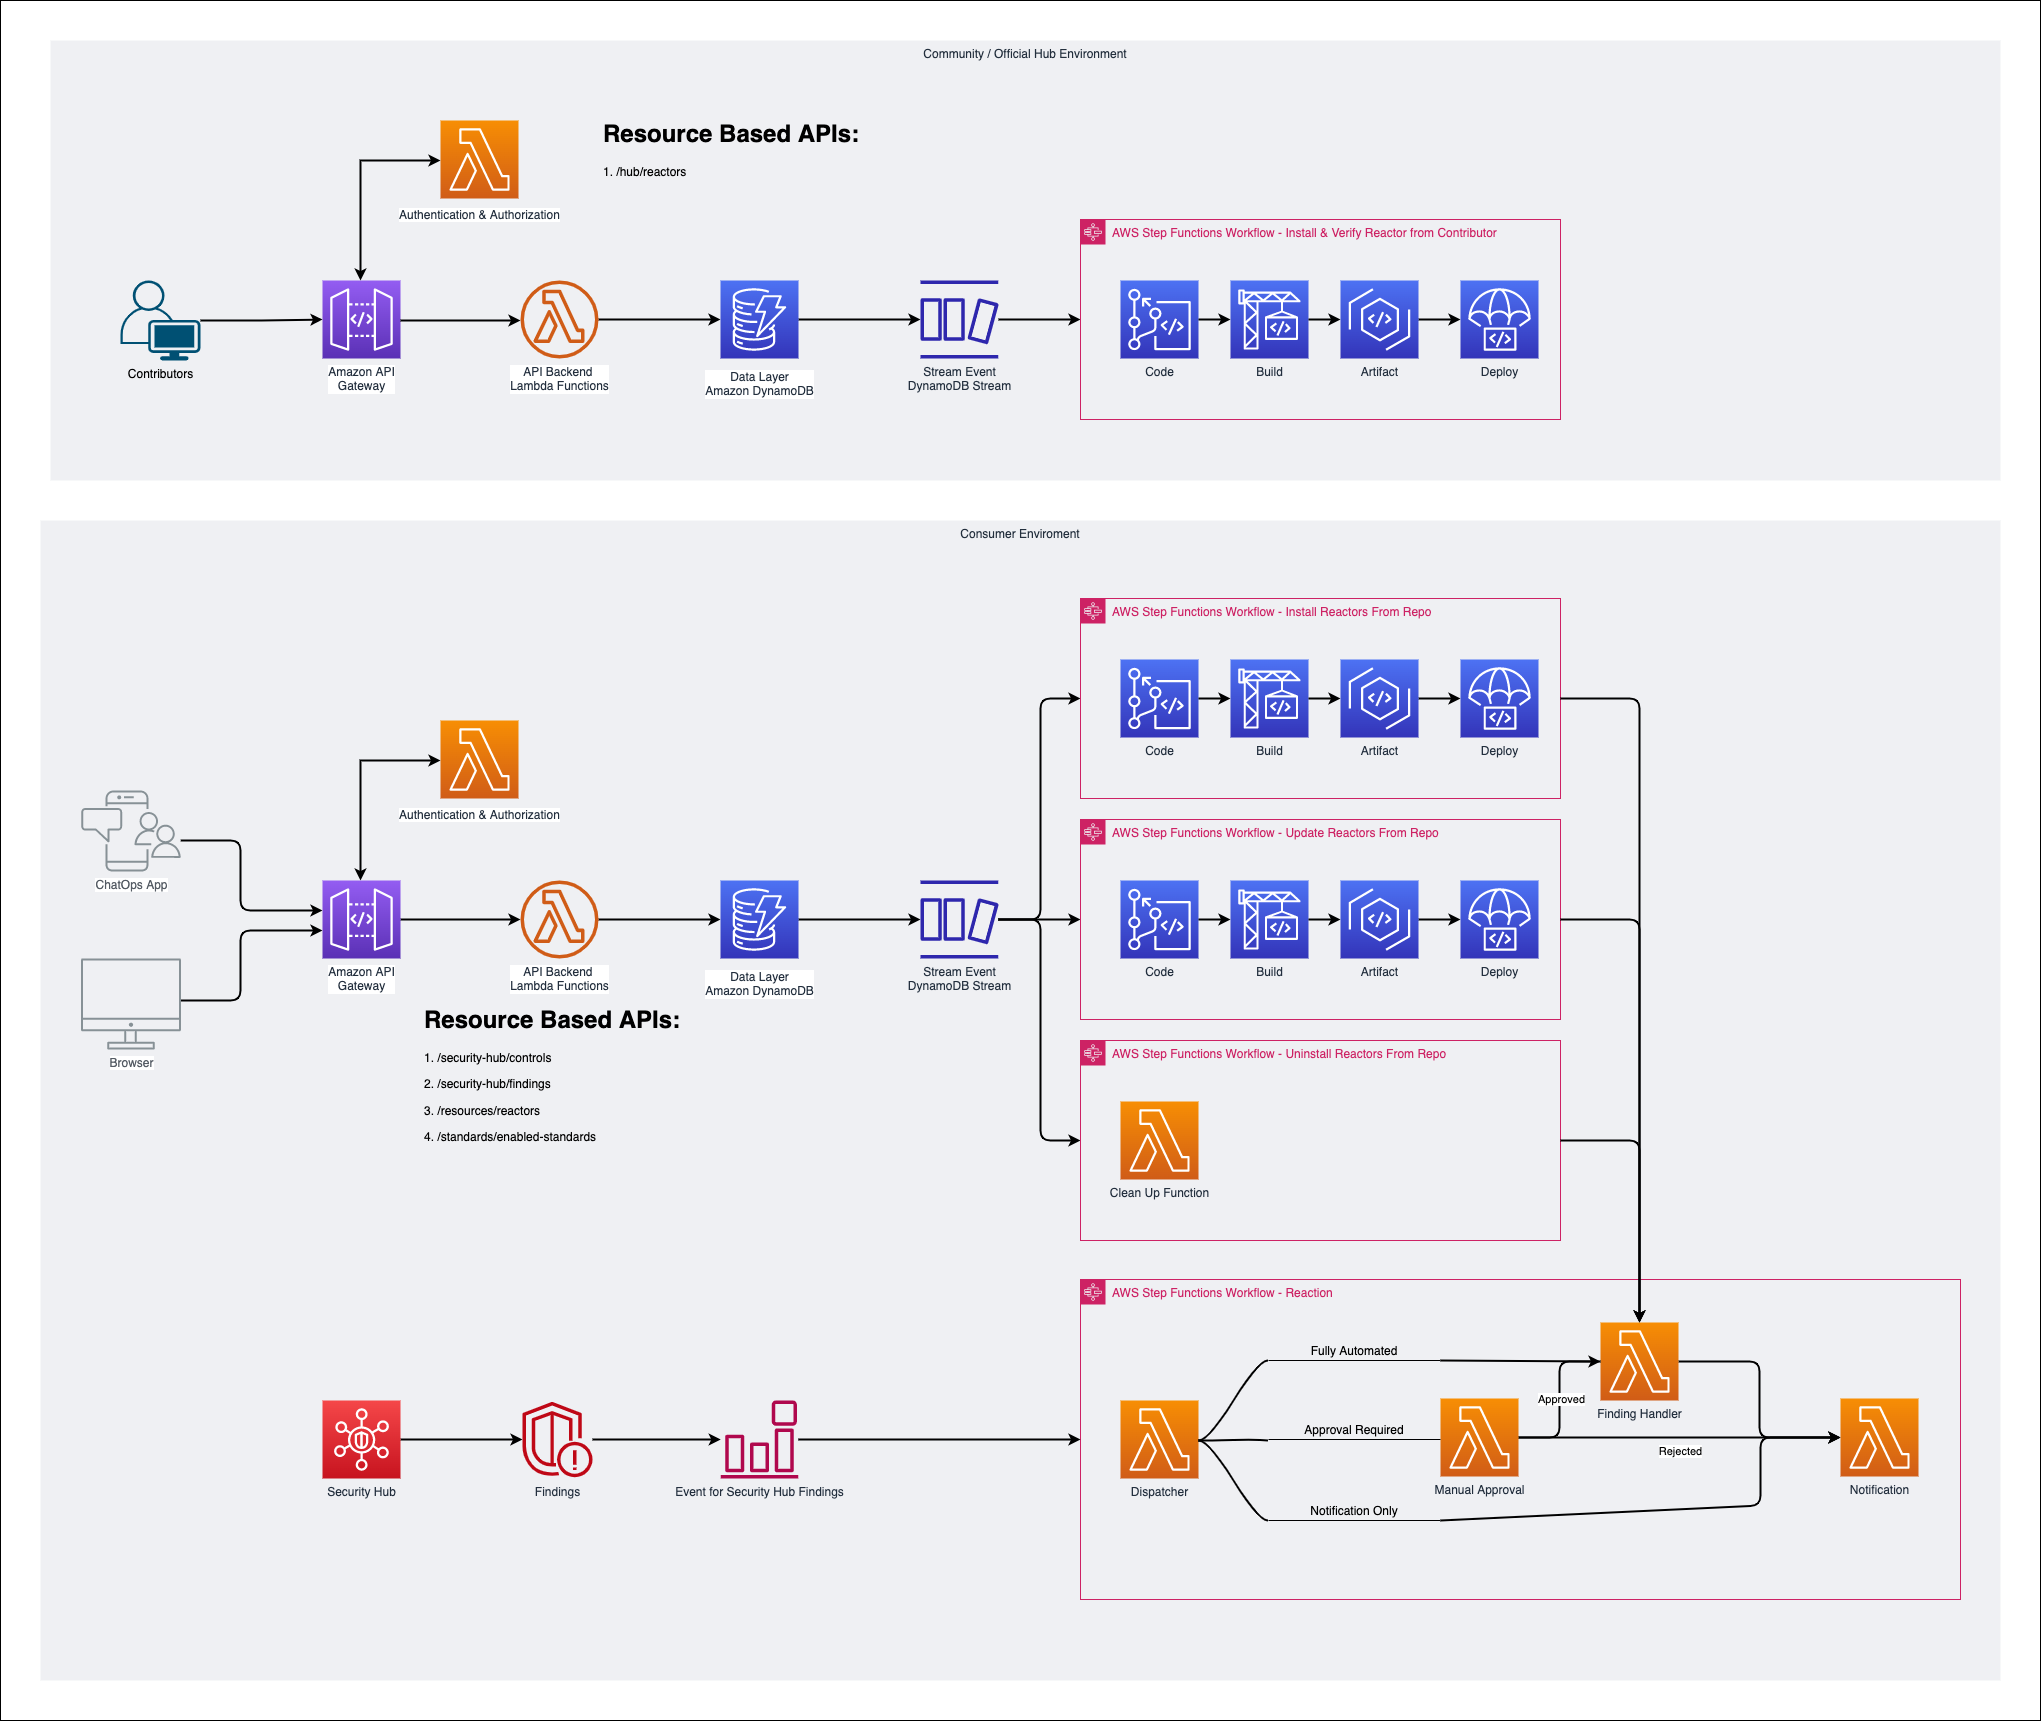 Community / Official Hub Environment
Resource Based APIs:
1. /hub/reactors
Authentication & Authorization
AWS Step Functions Workflow - Install & Verify Reactor from Contributor
Contributors
Amazon API
Gateway
API Backend
Lambda Functions
Data Layer
Amazon DynamoDB
Stream Event
DynamoDB Stream
Code
Build
Artifact
Deploy
Consumer Enviroment
AWS Step Functions Workflow - Install Reactors From Repo
Code
Build
Artifact
Deploy
Authentication & Authorization
AWS Step Functions Workflow - Update Reactors From Repo
ChatOps App
Amazon API
Gateway
API Backend
Lambda Functions
Data Layer
Amazon DynamoDB
Stream Event
DynamoDB Stream
Code
Build
Artifact
Deploy
Browser
Resource Based APIs:
1. /security-hub/controls
2. /security-hub/findings
3. /resources/reactors
4. /standards/enabled-standards
AWS Step Functions Workflow - Uninstall Reactors From Repo
Clean Up Function
AWS Step Functions Workflow - Reaction
Fully Automated
Approved
Finding Handler
Approval Required
Rejected
Security Hub
Findings
Event for Security Hub Findings
Dispatcher
Manual Approval
Notification
Notification Only